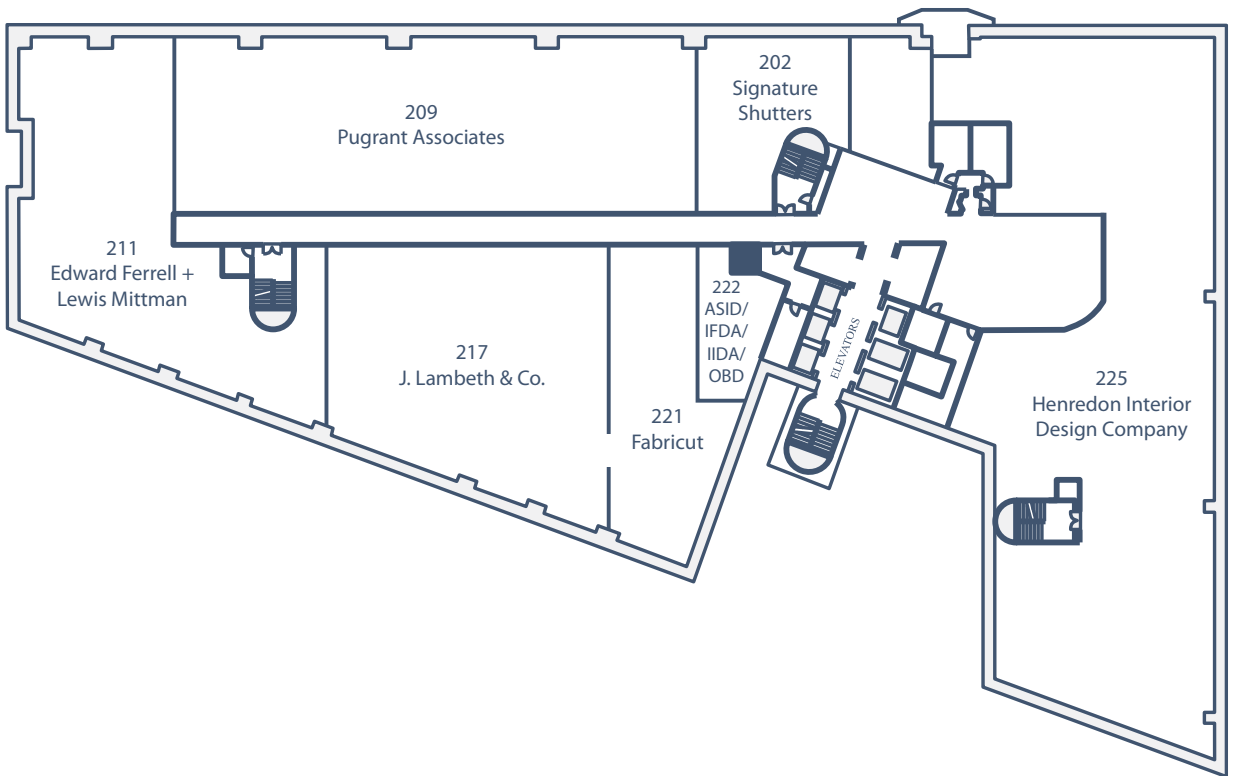 202
Signature
Shutters
209
Pugrant Associates
211
Edward Ferrell +
Lewis Mittman
222
ASID/
IFDA/
IIDA/
OBD
ELEVATORS
217
J. Lambeth & Co.
221
Fabricut
225
Henredon Interior
Design Company